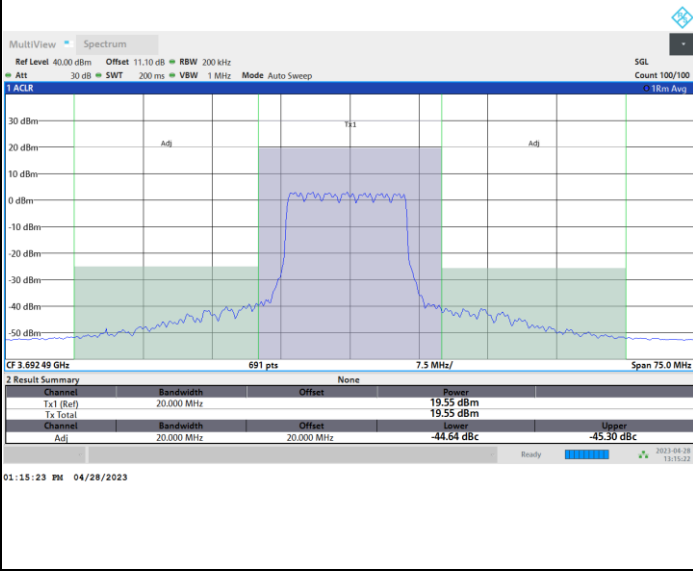 MultiView Spectrum
Ref Level 40.00 dBm Offset 11.10 dB RBW 200 kHz SGL
Att 30 dB SWT 200 ms VBW 1 MHz Mode Auto Sweep Count 100/100
1 ACLR 1Rm Avg
30 dBm
Tx1
20 dBm Adj Adj
10 dBm
0 dBm
-10 dBm
-20 dBm
-30 dBm
-40 dBm
-50 dBm
CF 3.692 49 GHz 691 pts 7.5 MHz/ Span 75.0 MHz
2 Result Summary None
Channel Bandwidth Offset Power
Tx1 (Ref) 20.000 MHz 19.55 dBm
Tx Total 19.55 dBm
Channel Bandwidth Offset Lower Upper
Adj 20.000 MHz 20.000 MHz -44.64 dBc -45.30 dBc
Ready 2023-04-28
13:15:22
01:15:23 PM 04/28/2023